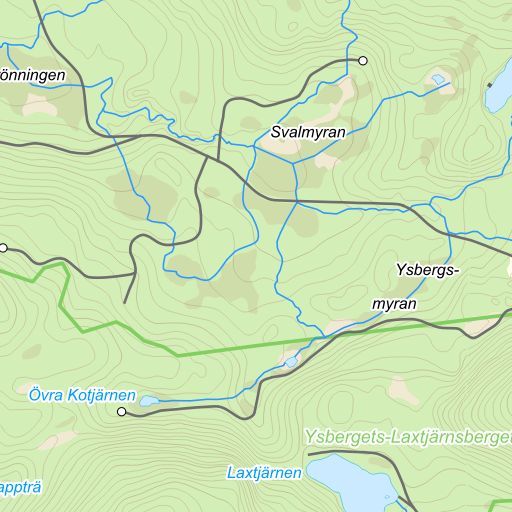 önningen
Svalmyran
Ysbergs-
myran
Övra Kotjärnen
Ysbergets-Laxtjärnsberget
Laxtjärnen
appträ